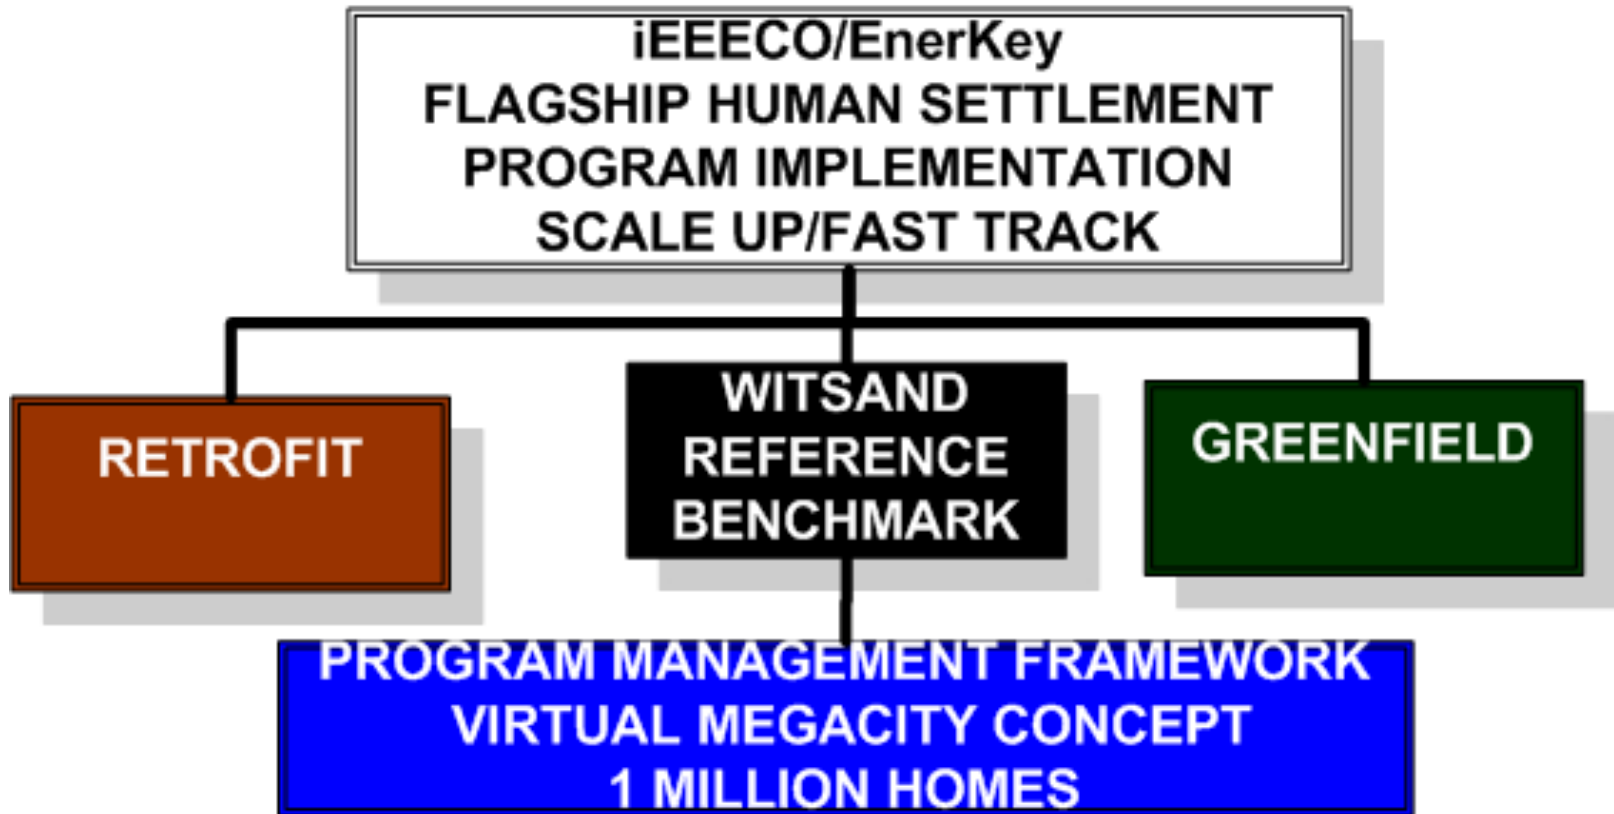 iEEECO/EnerKey
FLAGSHIP HUMAN SETTLEMENT
PROGRAM IMPLEMENTATION
SCALE UP/FAST TRACK
RETROFIT
WITSAND
REFERENCE
BENCHMARK
GREENFIELD
PROGRAM MANAGEMENT FRAMEWORK
VIRTUAL MEGACITY CONCEPT
1 MILLION HOMES